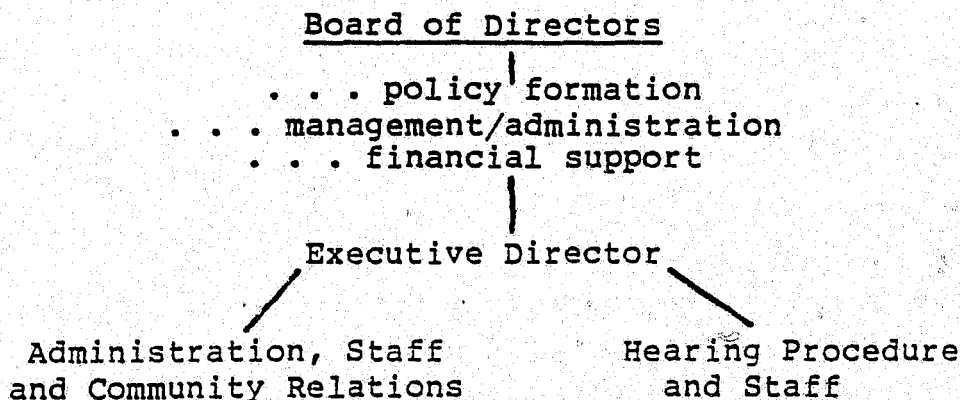 Board of Directors
. . . policy formation
. . . management/administration
. . . financial support
Executive Director
Administration, Staff
and Community Relations
Hearing Procedure
and Staff